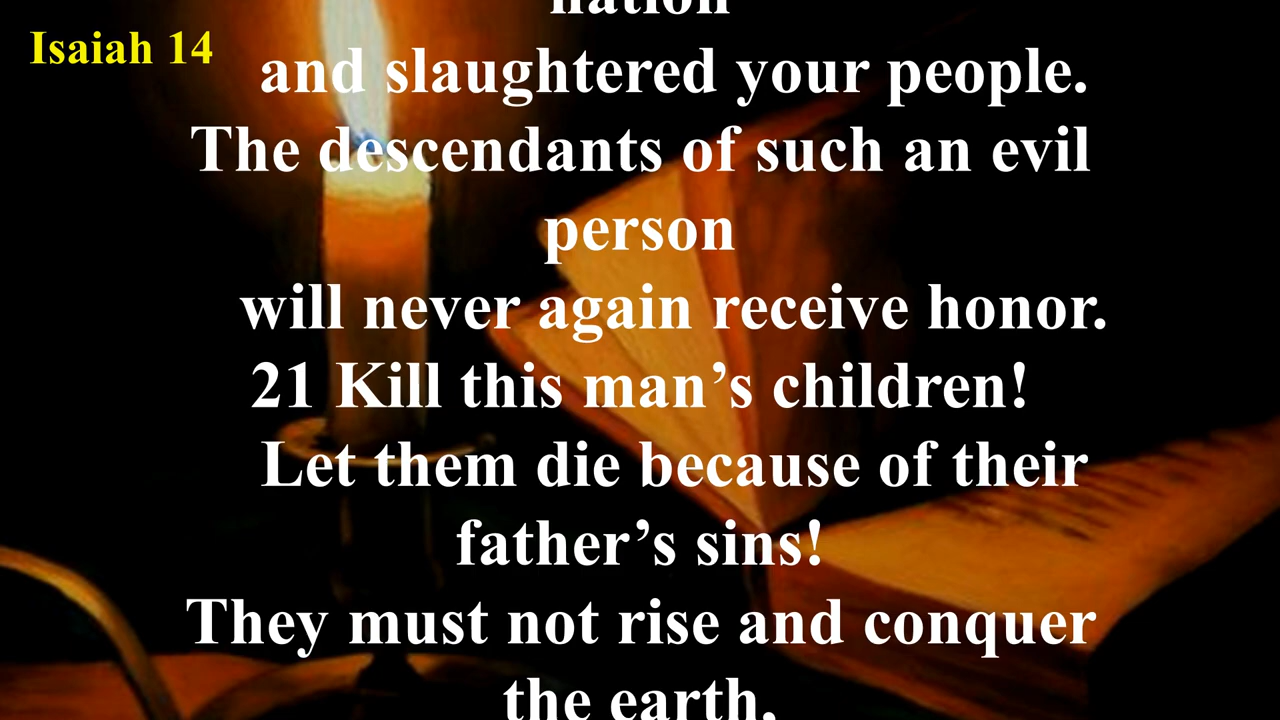 Isaiah 14
nation
and slaughtered your people.
The descendants of such an evil
person
will never again receive honor.
21 Kill this man’s children!
Let them die because of their
father’s sins!
They must not rise and conquer
the earth,